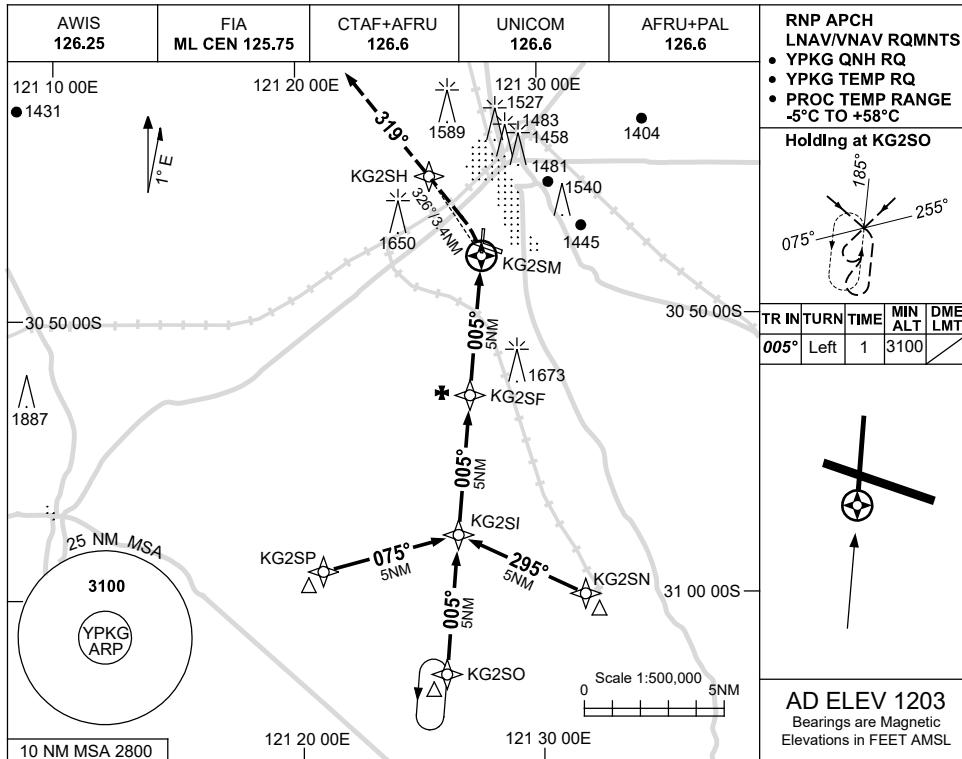 AWIS
126.25
FIA
ML CEN 125.75
CTAF+AFRU
126.6
UNICOM
126.6
AFRU+PAL
126.6
RNP APCH
LNAV/VNAV RQMNTS
• YPKG QNH RQ
• YPKG TEMP RQ
• PROC TEMP RANGE
-5°C TO +58°C
121 10 00E
121 20 00E
121 30 00E
1431
1° E
319°
1589
1527
1483
1458
1481
1404
KG2SH
326°/3.4NM
1650
1540
1445
KG2SM
30 50 00S
30 50 00S
005°
5NM
1673
KG2SF
1887
005°
5NM
KG2SI
KG2SP
075°
5NM
295°
5NM
KG2SN
31 00 00S
25 NM MSA
3100
YPKG
ARP
005°
5NM
KG2SO
Scale 1:500,000
0
5NM
10 NM MSA 2800
121 20 00E
121 30 00E
Holding at KG2SO
185°
255°
075°
TR IN TURN TIME MIN ALT DME LMT
005° Left 1 3100
AD ELEV 1203
Bearings are Magnetic
Elevations in FEET AMSL